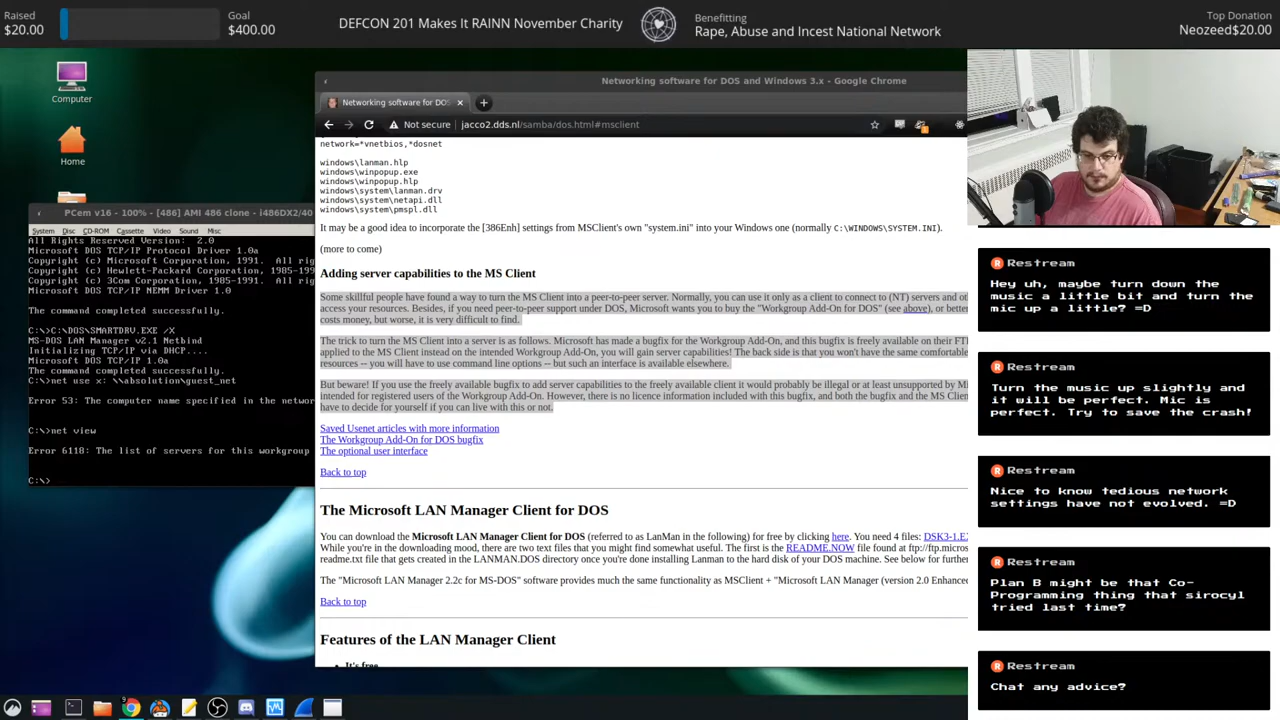 Raised
$20.00
Goal
$400.00
DEFCON 201 Makes It RAINN November Charity
Benefitting
Rape, Abuse and Incest National Network
Top Donation
Neozeed$20.00
Computer
Home
PCem v16 - 100% - [486] AMI 486 clone - i486DX2/40
System Disc CD-ROM Cassette Video Sound Misc
All Rights Reserved Version: 2.0
Microsoft DOS TCP/IP Protocol Driver 1.0a
Copyright (c) Microsoft Corporation, 1991. All rig
Copyright (c) Hewlett-Packard Corporation, 1985-199
Copyright (c) 3Com Corporation, 1985-1991. All rig
Microsoft DOS TCP/IP NEMM Driver 1.0
The command completed successfully.
C:\>C:\DOS\SMARTDRV.EXE /X
MS-DOS LAN Manager v2.1 Netbind
Initializing TCP/IP via DHCP....
Microsoft DOS TCP/IP 1.0a
The command completed successfully.
C:\>net use x: \\absolution\guest_net
Error 53: The computer name specified in the networ
C:\>net view
Error 6118: The list of servers for this workgroup
C:\>
Networking software for DOS and Windows 3.x - Google Chrome
Networking software for DOS
Not secure jacco2.dds.nl/samba/dos.html#msclient
network=*vnetbios,*dosnet
windows\lanman.hlp
windows\winpopup.exe
windows\winpopup.hlp
windows\system\lanman.drv
windows\system\netapi.dll
windows\system\pmspl.dll
It may be a good idea to incorporate the [386Enh] settings from MSClient's own "system.ini" into your Windows one (normally C:\WINDOWS\SYSTEM.INI).
(more to come)
Adding server capabilities to the MS Client
Some skillful people have found a way to turn the MS Client into a peer-to-peer server. Normally, you can use it only as a client to connect to (NT) servers and ot
access your resources. Besides, if you need peer-to-peer support under DOS, Microsoft wants you to buy the "Workgroup Add-On for DOS" (see above), or better
costs money, but worse, it is very difficult to find.
The trick to turn the MS Client into a server is as follows. Microsoft has made a bugfix for the Workgroup Add-On, and this bugfix is freely available on their FT
applied to the MS Client instead on the intended Workgroup Add-On, you will gain server capabilities! The back side is that you won't have the same comfortable
resources -- you will have to use command line options -- but such an interface is available elsewhere.
But beware! If you use the freely available bugfix to add server capabilities to the freely available client it would probably be illegal or at least unsupported by Mi
intended for registered users of the Workgroup Add-On. However, there is no licence information included with this bugfix, and both the bugfix and the MS Clien
have to decide for yourself if you can live with this or not.
Saved Usenet articles with more information
The Workgroup Add-On for DOS bugfix
The optional user interface
Back to top
The Microsoft LAN Manager Client for DOS
You can download the Microsoft LAN Manager Client for DOS (referred to as LanMan in the following) for free by clicking here. You need 4 files: DSK3-1.EX
While you're in the downloading mood, there are two text files that you might find somewhat useful. The first is the README.NOW file found at ftp://ftp.micros
readme.txt file that gets created in the LANMAN.DOS directory once you're done installing Lanman to the hard disk of your DOS machine. See below for further
The "Microsoft LAN Manager 2.2c for MS-DOS" software provides much the same functionality as MSClient + "Microsoft LAN Manager (version 2.0 Enhanced
Back to top
Features of the LAN Manager Client
It's free
Restream
Hey uh, maybe turn down the
music a little bit and turn the
mic up a little? =D
Restream
Turn the music up slightly and
it will be perfect. Mic is
perfect. Try to save the crash!
Restream
Nice to know tedious network
settings have not evolved. =D
Restream
Plan B might be that Co-
Programming thing that sirocyl
tried last time?
Restream
Chat any advice?